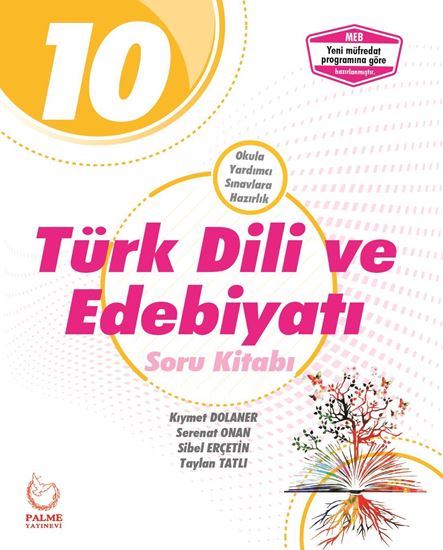 10
MEB
Yeni müfredat
programına göre
hazırlanmıştır.
Okula
Yardımcı
Sınavlara
Hazırlık
Türk Dili ve
Edebiyatı
Soru Kitabı
Kıymet DOLANER
Serenat ONAN
Sibel ERÇETİN
Taylan TATLI
PALME
YAYINEVİ